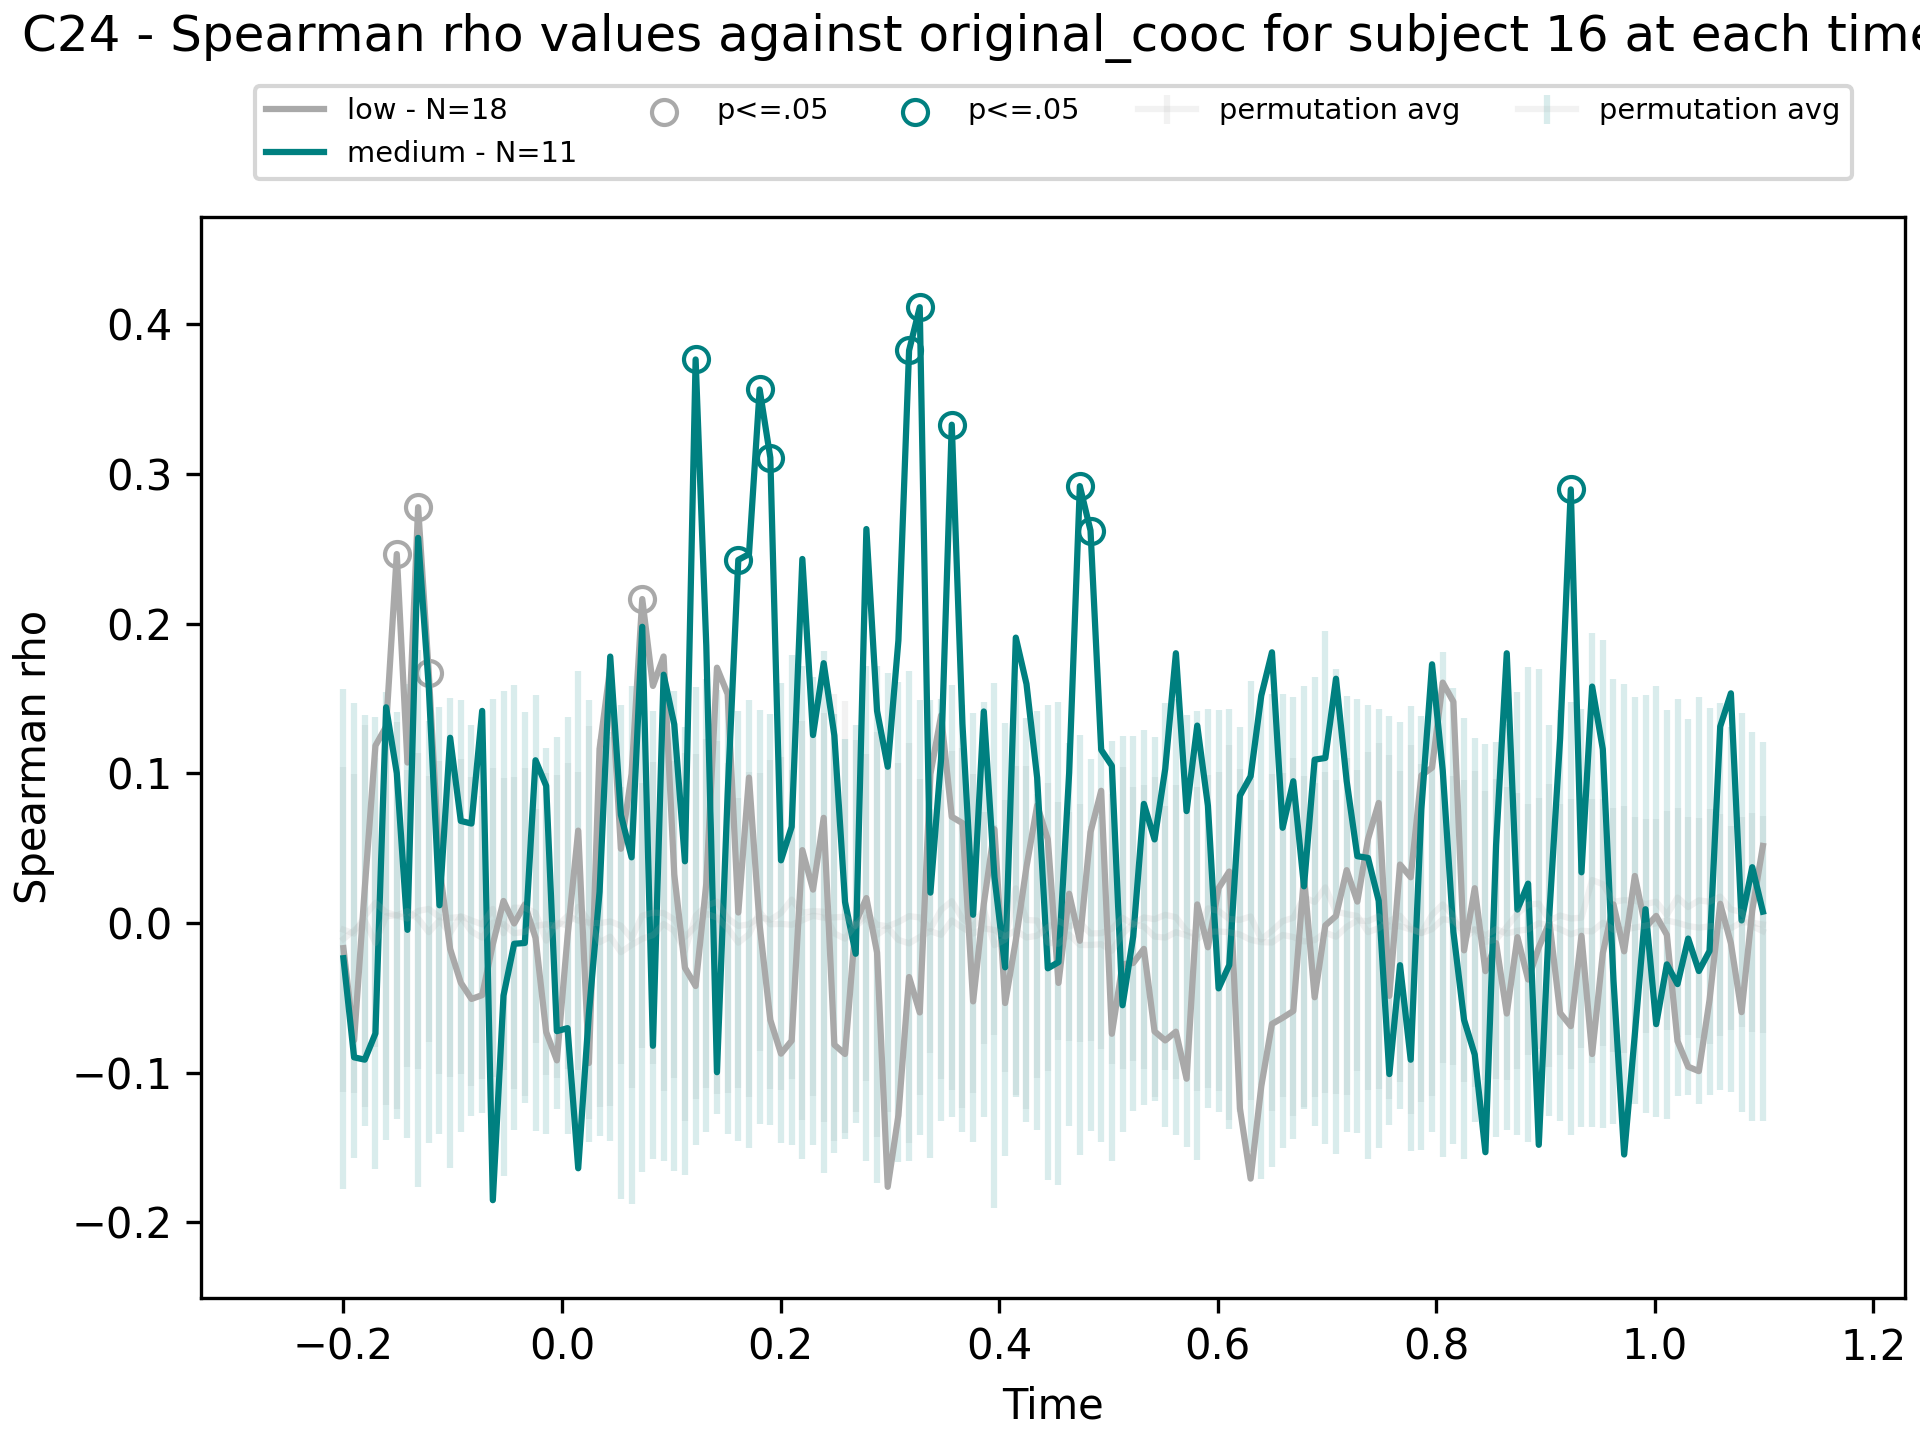 C24 - Spearman rho values against original_cooc for subject 16 at each time
low - N=18
medium - N=11
p<=.05
p<=.05
permutation avg
permutation avg
Spearman rho
0.4
0.3
0.2
0.1
0.0
−0.1
−0.2
−0.2
0.0
0.2
0.4
0.6
0.8
1.0
1.2
Time